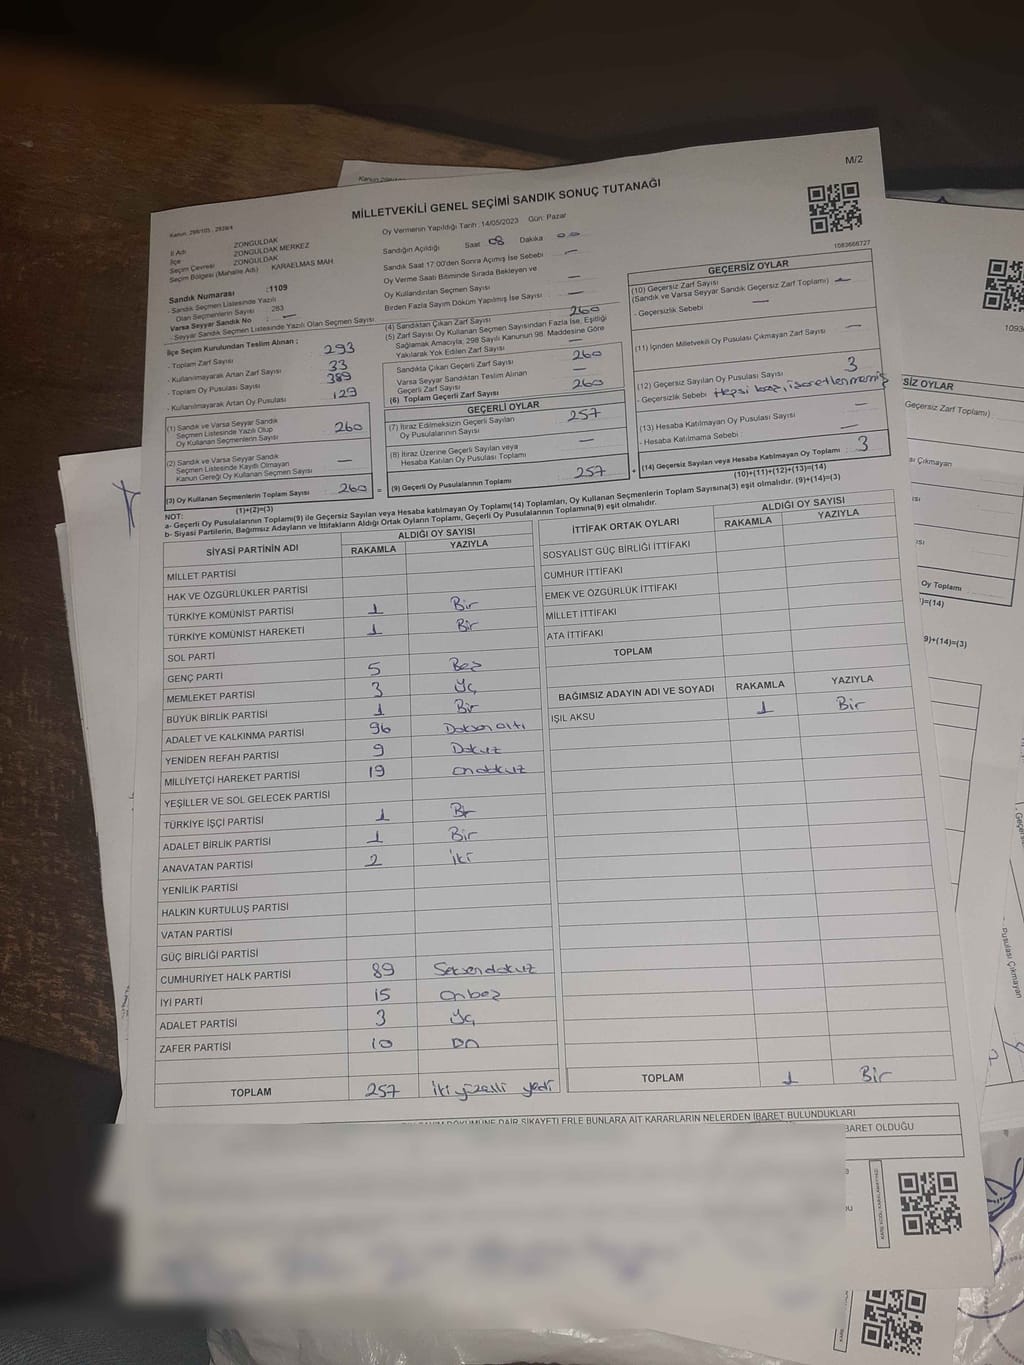 M/2
Kanun: 298/105 , 2839/4
MİLLETVEKİLİ GENEL SEÇİMİ SANDIK SONUÇ TUTANAĞI
1083668727
İl Adı ZONGULDAK
İlçe ZONGULDAK MERKEZ
Seçim Çevresi ZONGULDAK
Seçim Bölgesi (Mahalle Adı) KARAELMAS MAH.
Sandık Numarası :1109
- Sandık Seçmen Listesinde Yazılı
Olan Seçmenlerin Sayısı : 283
Varsa Seyyar Sandık No : —
- Seyyar Sandık Seçmen Listesinde Yazılı Olan Seçmen Sayısı
Oy Vermenin Yapıldığı Tarih : 14/05/2023 Gün: Pazar
Sandığın Açıldığı Saat 08 Dakika 00
Sandık Saat 17:00'den Sonra Açılmış İse Sebebi —
Oy Verme Saati Bitiminde Sırada Bekleyen ve
Oy Kullandırılan Seçmen Sayısı —
Birden Fazla Sayım Döküm Yapılmış İse Sayısı —
İlçe Seçim Kurulundan Teslim Alınan ;
- Toplam Zarf Sayısı 293
- Kullanılmayarak Artan Zarf Sayısı 33
- Toplam Oy Pusulası Sayısı 389
- Kullanılmayarak Artan Oy Pusulası 129
(1) Sandık ve Varsa Seyyar Sandık
Seçmen Listesinde Yazılı Olup
Oy Kullanan Seçmenlerin Sayısı 260
(2) Sandık ve Varsa Seyyar Sandık
Seçmen Listesinde Kayıtlı Olmayan
Kanun Gereği Oy Kullanan Seçmen Sayısı —
(3) Oy Kullanan Seçmenlerin Toplam Sayısı 260
(1)+(2)=(3)
(4) Sandıktan Çıkan Zarf Sayısı 260
(5) Zarf Sayısı Oy Kullanan Seçmen Sayısından Fazla İse, Eşitliği
Sağlamak Amacıyla, 298 Sayılı Kanunun 98. Maddesine Göre
Yakılarak Yok Edilen Zarf Sayısı —
Sandıkta Çıkan Geçerli Zarf Sayısı 260
Varsa Seyyar Sandıktan Teslim Alınan
Geçerli Zarf Sayısı —
(6) Toplam Geçerli Zarf Sayısı 260
GEÇERLİ OYLAR
(7) İtiraz Edilmeksizin Geçerli Sayılan
Oy Pusulalarının Sayısı 257
(8) İtiraz Üzerine Geçerli Sayılan veya
Hesaba Katılan Oy Pusulası Toplamı —
(9) Geçerli Oy Pusulalarının Toplamı 257
GEÇERSİZ OYLAR
(10) Geçersiz Zarf Sayısı
(Sandık ve Varsa Seyyar Sandık Geçersiz Zarf Toplamı) —
- Geçersizlik Sebebi —
(11) İçinden Milletvekili Oy Pusulası Çıkmayan Zarf Sayısı —
(12) Geçersiz Sayılan Oy Pusulası Sayısı 3
- Geçersizlik Sebebi Hepsi boş, işaretlenmemiş
(13) Hesaba Katılmayan Oy Pusulası Sayısı —
- Hesaba Katılmama Sebebi —
(14) Geçersiz Sayılan veya Hesaba Katılmayan Oy Toplamı 3
(10)+(11)+(12)+(13)=(14)
NOT:
a- Geçerli Oy Pusulalarının Toplamı(9) ile Geçersiz Sayılan veya Hesaba katılmayan Oy Toplamı(14) Toplamları, Oy Kullanan Seçmenlerin Toplam Sayısına(3) eşit olmalıdır. (9)+(14)=(3)
b- Siyasi Partilerin, Bağımsız Adayların ve İttifakların Aldığı Ortak Oyların Toplamı, Geçerli Oy Pusulalarının Toplamına(9) eşit olmalıdır.
SİYASİ PARTİNİN ADI ALDIĞI OY SAYISI
RAKAMLA YAZIYLA
MİLLET PARTİSİ
HAK VE ÖZGÜRLÜKLER PARTİSİ
TÜRKİYE KOMÜNİST PARTİSİ 1 Bir
TÜRKİYE KOMÜNİST HAREKETİ 1 Bir
SOL PARTİ
GENÇ PARTİ 5 Beş
MEMLEKET PARTİSİ 3 Üç
BÜYÜK BİRLİK PARTİSİ 1 Bir
ADALET VE KALKINMA PARTİSİ 96 Doksan altı
YENİDEN REFAH PARTİSİ 9 Dokuz
MİLLİYETÇİ HAREKET PARTİSİ 19 ondokuz
YEŞİLLER VE SOL GELECEK PARTİSİ
TÜRKİYE İŞÇİ PARTİSİ 1 Bir
ADALET BİRLİK PARTİSİ 1 Bir
ANAVATAN PARTİSİ 2 iki
YENİLİK PARTİSİ
HALKIN KURTULUŞ PARTİSİ
VATAN PARTİSİ
GÜÇ BİRLİĞİ PARTİSİ
CUMHURİYET HALK PARTİSİ 89 Seksendokuz
İYİ PARTİ 15 onbeş
ADALET PARTİSİ 3 Üç
ZAFER PARTİSİ 10 On
TOPLAM 257 iki yüz elli yedi
İTTİFAK ORTAK OYLARI ALDIĞI OY SAYISI
RAKAMLA YAZIYLA
SOSYALİST GÜÇ BİRLİĞİ İTTİFAKI
CUMHUR İTTİFAKI
EMEK VE ÖZGÜRLÜK İTTİFAKI
MİLLET İTTİFAKI
ATA İTTİFAKI
TOPLAM
BAĞIMSIZ ADAYIN ADI VE SOYADI RAKAMLA YAZIYLA
IŞIL AKSU 1 Bir
TOPLAM 1 Bir
DÖKÜMÜNE DAİR ŞİKAYETLERLE BUNLARA AİT KARARLARIN NELERDEN İBARET BULUNDUKLARI
BARET OLDUĞU
SİZ OYLAR
Geçersiz Zarf Toplamı)
Çıkmayan
Oy Toplamı
)=(14)
9)+(14)=(3)